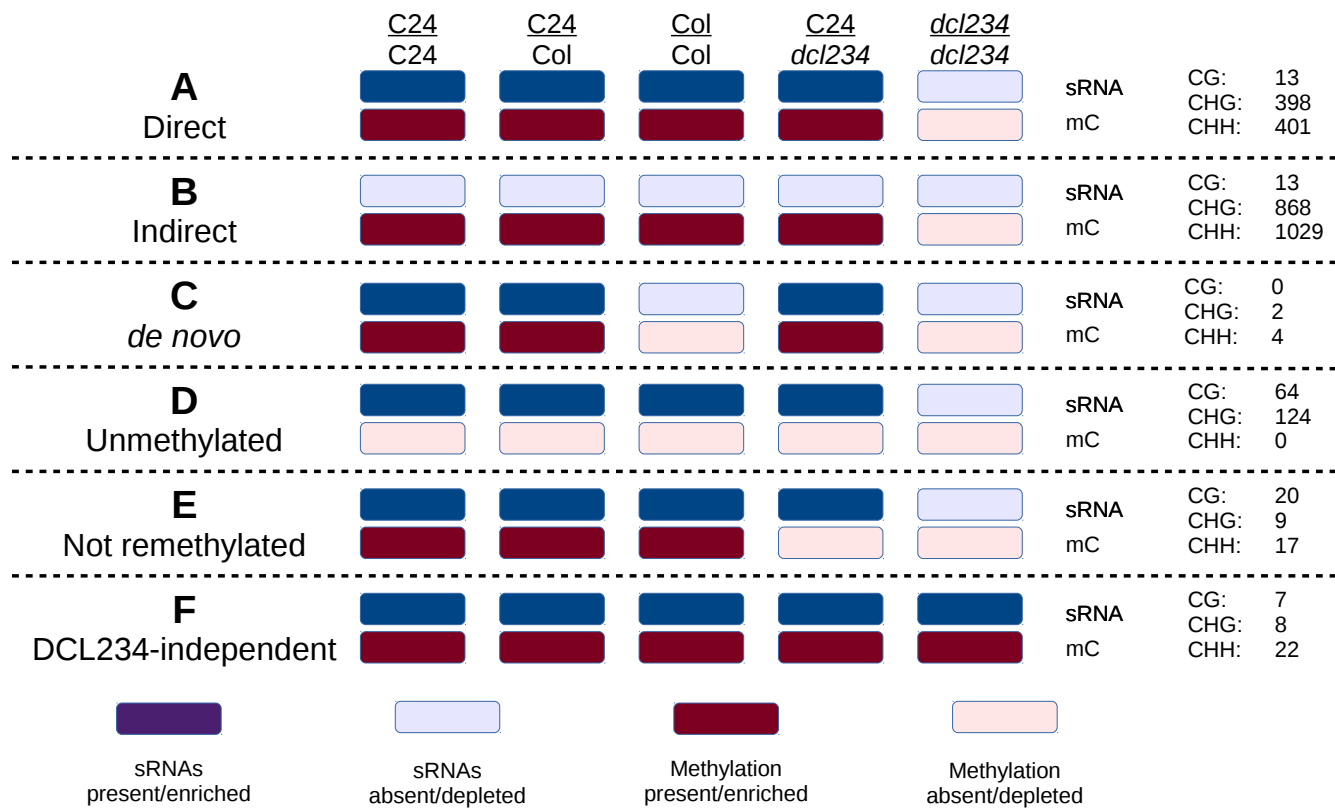 C24 C24 Col C24 dcl234
C24 Col Col dcl234 dcl234
A
Direct
sRNA
mC
CG: 13
CHG: 398
CHH: 401
B
Indirect
sRNA
mC
CG: 13
CHG: 868
CHH: 1029
C
de novo
sRNA
mC
CG: 0
CHG: 2
CHH: 4
D
Unmethylated
sRNA
mC
CG: 64
CHG: 124
CHH: 0
E
Not remethylated
sRNA
mC
CG: 20
CHG: 9
CHH: 17
F
DCL234-independent
sRNA
mC
CG: 7
CHG: 8
CHH: 22
sRNAs
present/enriched
sRNAs
absent/depleted
Methylation
present/enriched
Methylation
absent/depleted